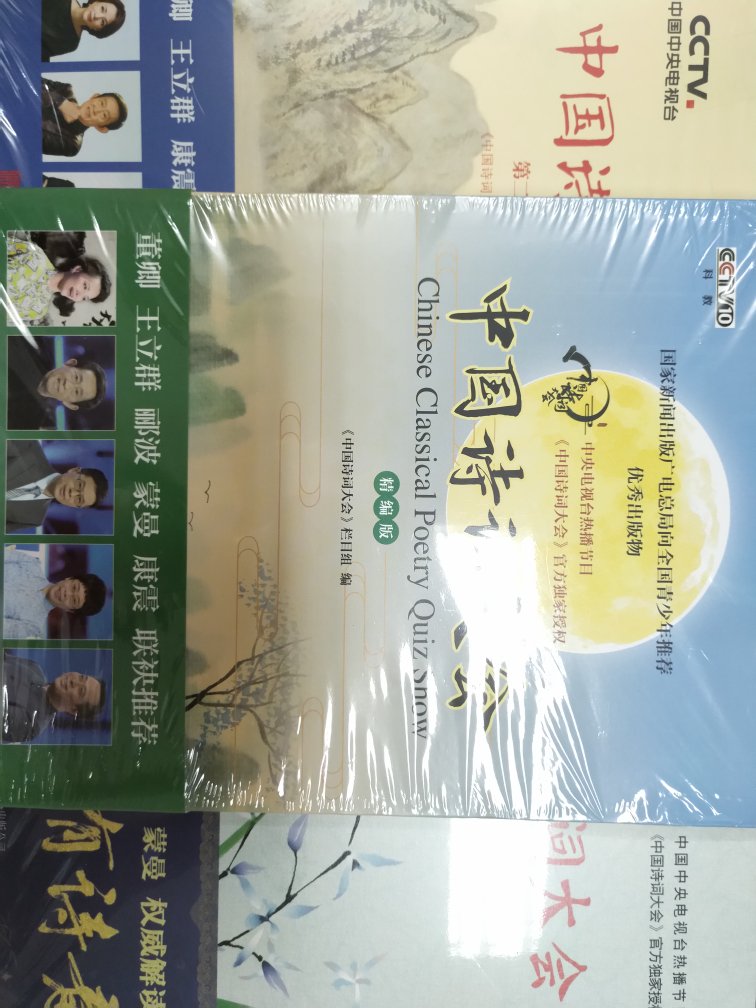 CCTV.
中国中央电视台
中国诗
第二
《中国诗词
卿 王立群 康震
CCTV10
科 教
国家新闻出版广电总局向全国青少年推荐
优秀出版物
中央电视台热播节目
《中国诗词大会》官方独家授权
中国诗词大会
Chinese Classical Poetry Quiz Show
精编版
《中国诗词大会》栏目组 编
董卿 王立群 郦波 蒙曼 康震 联袂推荐
中国中央电视台热播节
《中国诗词大会》官方独家授
词大会
蒙曼 权威解读
有诗意